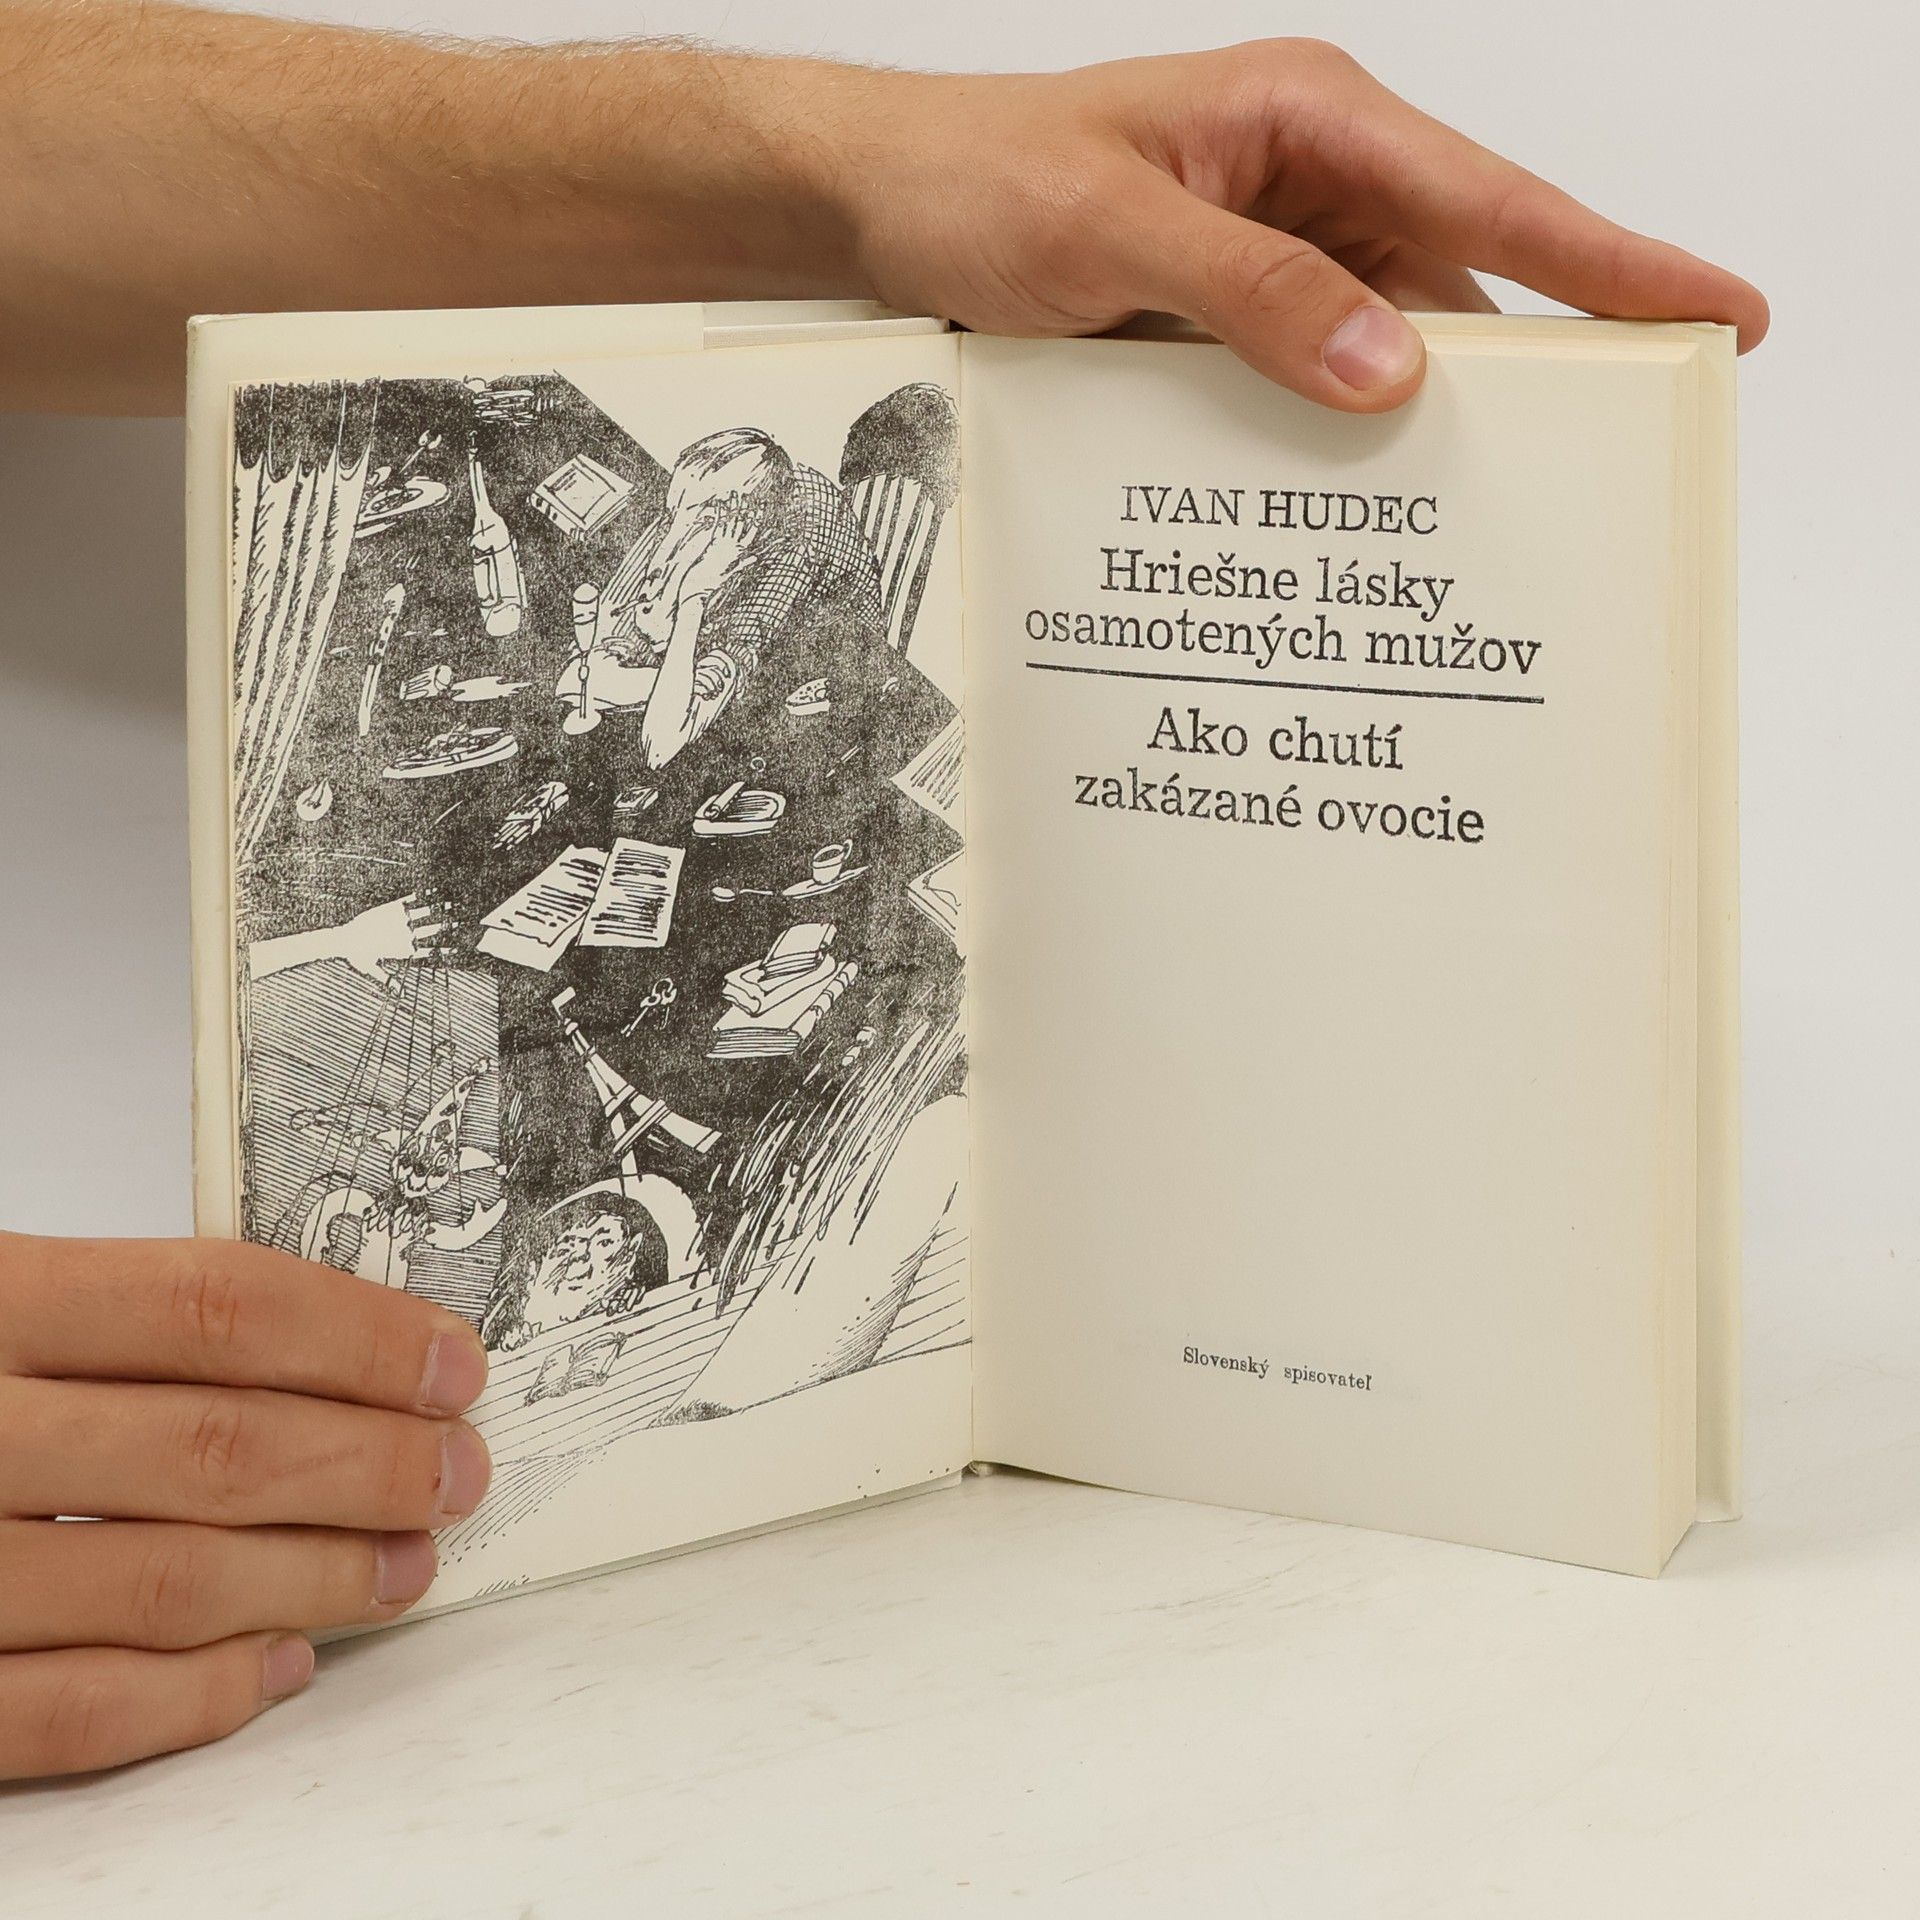 IVAN HUDEC
Hriešne lásky
osamotených mužov
Ako chutí
zakázané ovocie
Slovenský spisovateľ